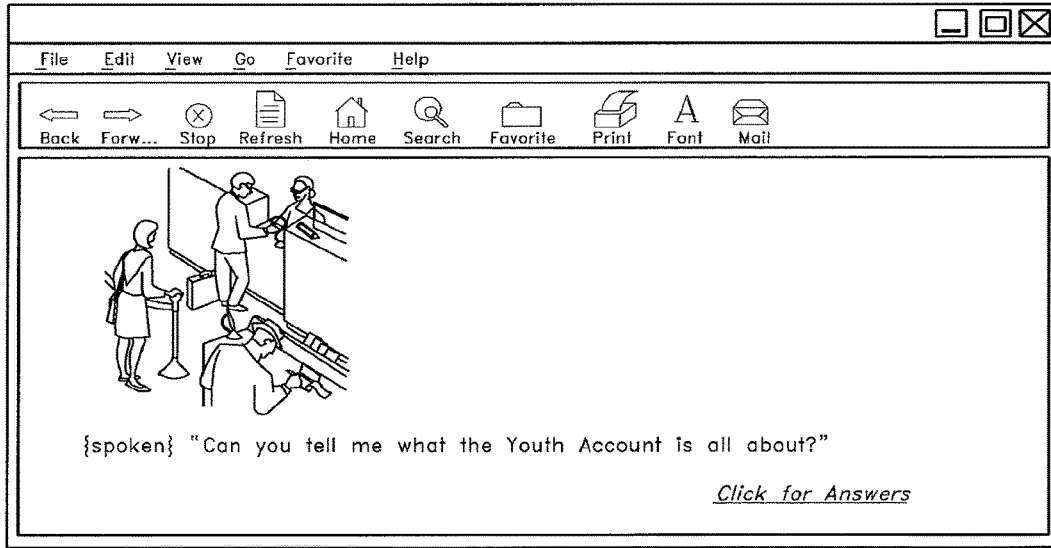 File Edit View Go Favorite Help
Back Forw... Stop Refresh Home Search Favorite Print Font Mail
{spoken} "Can you tell me what the Youth Account is all about?"
Click for Answers